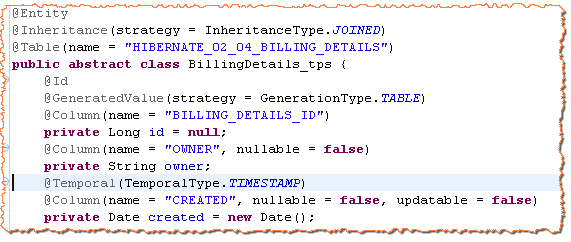 @Entity
@Inheritance(strategy = InheritanceType.JOINED)
@Table(name = "HIBERNATE_02_04_BILLING_DETAILS")
public abstract class BillingDetails_tps {
@Id
@GeneratedValue(strategy = GenerationType.TABLE)
@Column(name = "BILLING_DETAILS_ID")
private Long id = null;
@Column(name = "OWNER", nullable = false)
private String owner;
@Temporal(TemporalType.TIMESTAMP)
@Column(name = "CREATED", nullable = false, updatable = false)
private Date created = new Date();